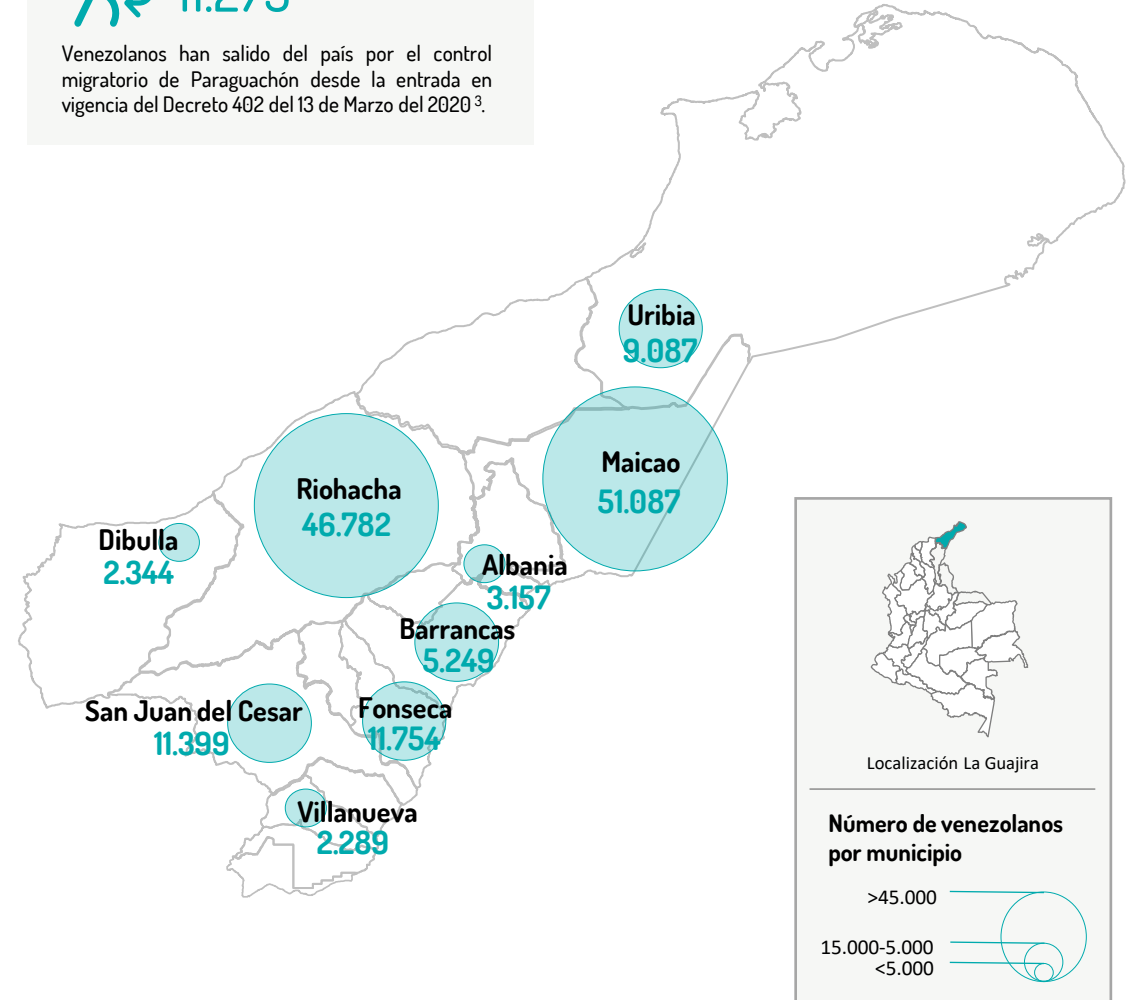 11.275
Venezolanos han salido del país por el control
migratorio de Paraguachón desde la entrada en
vigencia del Decreto 402 del 13 de Marzo del 2020 3.
Uribia
9.087
Maicao
51.087
Riohacha
46.782
Dibulla
2.344
Albania
3.157
Barrancas
5.249
San Juan del Cesar
11.399
Fonseca
11.754
Villanueva
2.289
Localización La Guajira
Número de venezolanos
por municipio
>45.000
15.000-5.000
<5.000